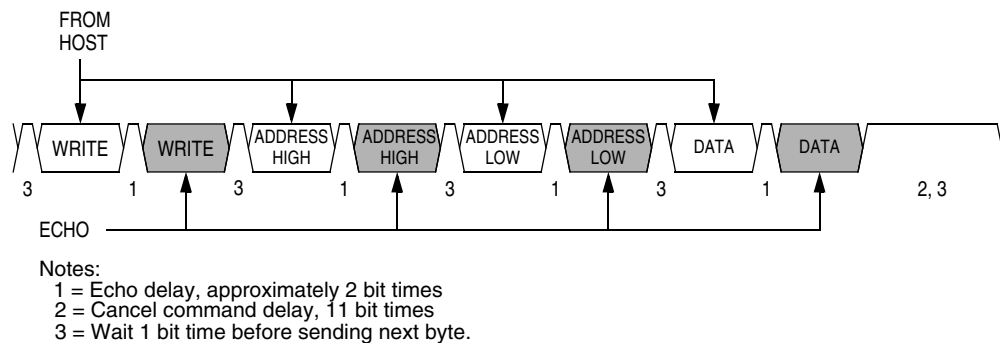 FROM
HOST
WRITE WRITE ADDRESS HIGH ADDRESS HIGH ADDRESS LOW ADDRESS LOW DATA DATA
3 1 3 1 3 1 3 1 2, 3
ECHO
Notes:
1 = Echo delay, approximately 2 bit times
2 = Cancel command delay, 11 bit times
3 = Wait 1 bit time before sending next byte.